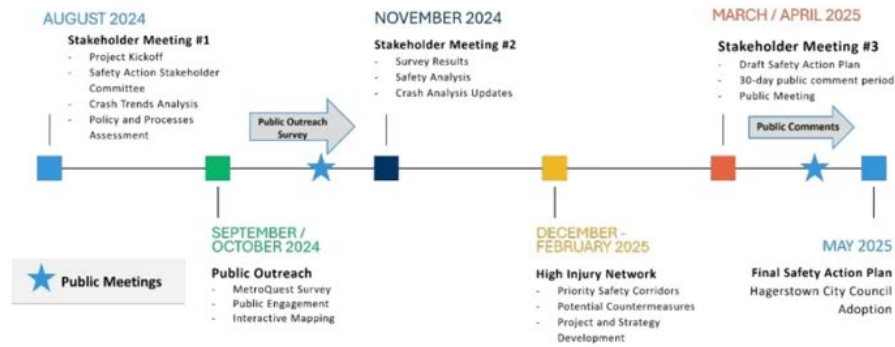 AUGUST 2024
Stakeholder Meeting #1
- Project Kickoff
- Safety Action Stakeholder
Committee
- Crash Trends Analysis
- Policy and Processes
Assessment
Public Outreach
Survey
NOVEMBER 2024
Stakeholder Meeting #2
- Survey Results
- Safety Analysis
- Crash Analysis Updates
MARCH / APRIL 2025
Stakeholder Meeting #3
- Draft Safety Action Plan
- 30-day public comment period
- Public Meeting
Public Comments
SEPTEMBER /
OCTOBER 2024
Public Outreach
- MetroQuest Survey
- Public Engagement
- Interactive Mapping
DECEMBER -
FEBRUARY 2025
High Injury Network
- Priority Safety Corridors
- Potential Countermeasures
- Project and Strategy
Development
MAY 2025
Final Safety Action Plan
Hagerstown City Council
Adoption
Public Meetings